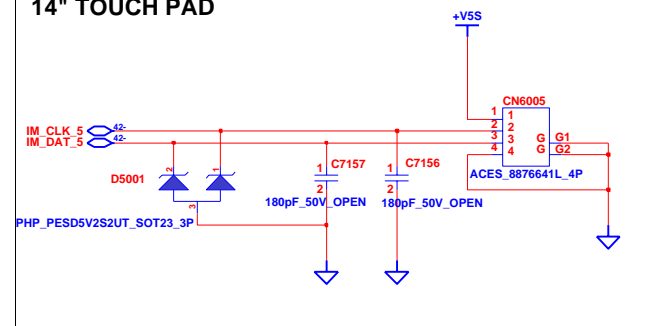 14" TOUCH PAD
+V5S
CN6005
1 1
2 2
3 3
4 4
G G1
G G2
ACES_8876641L_4P
IM_CLK_5 42-
IM_DAT_5 42-
D5001
2
1
3
PHP_PESD5V2S2UT_SOT23_3P
1 C7157
2
180pF_50V_OPEN
1 C7156
2
180pF_50V_OPEN